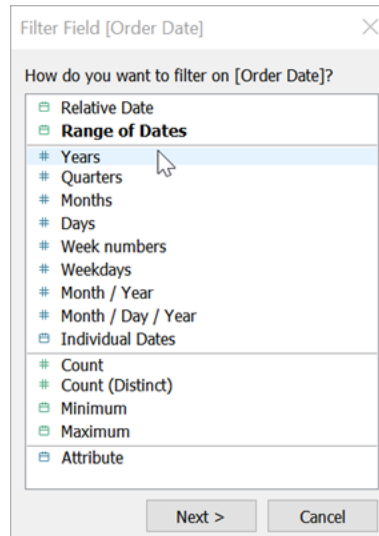 Filter Field [Order Date]
How do you want to filter on [Order Date]?
Relative Date
Range of Dates
# Years
# Quarters
# Months
# Days
# Week numbers
# Weekdays
# Month / Year
# Month / Day / Year
Individual Dates
# Count
# Count (Distinct)
Minimum
Maximum
Attribute
Next >
Cancel